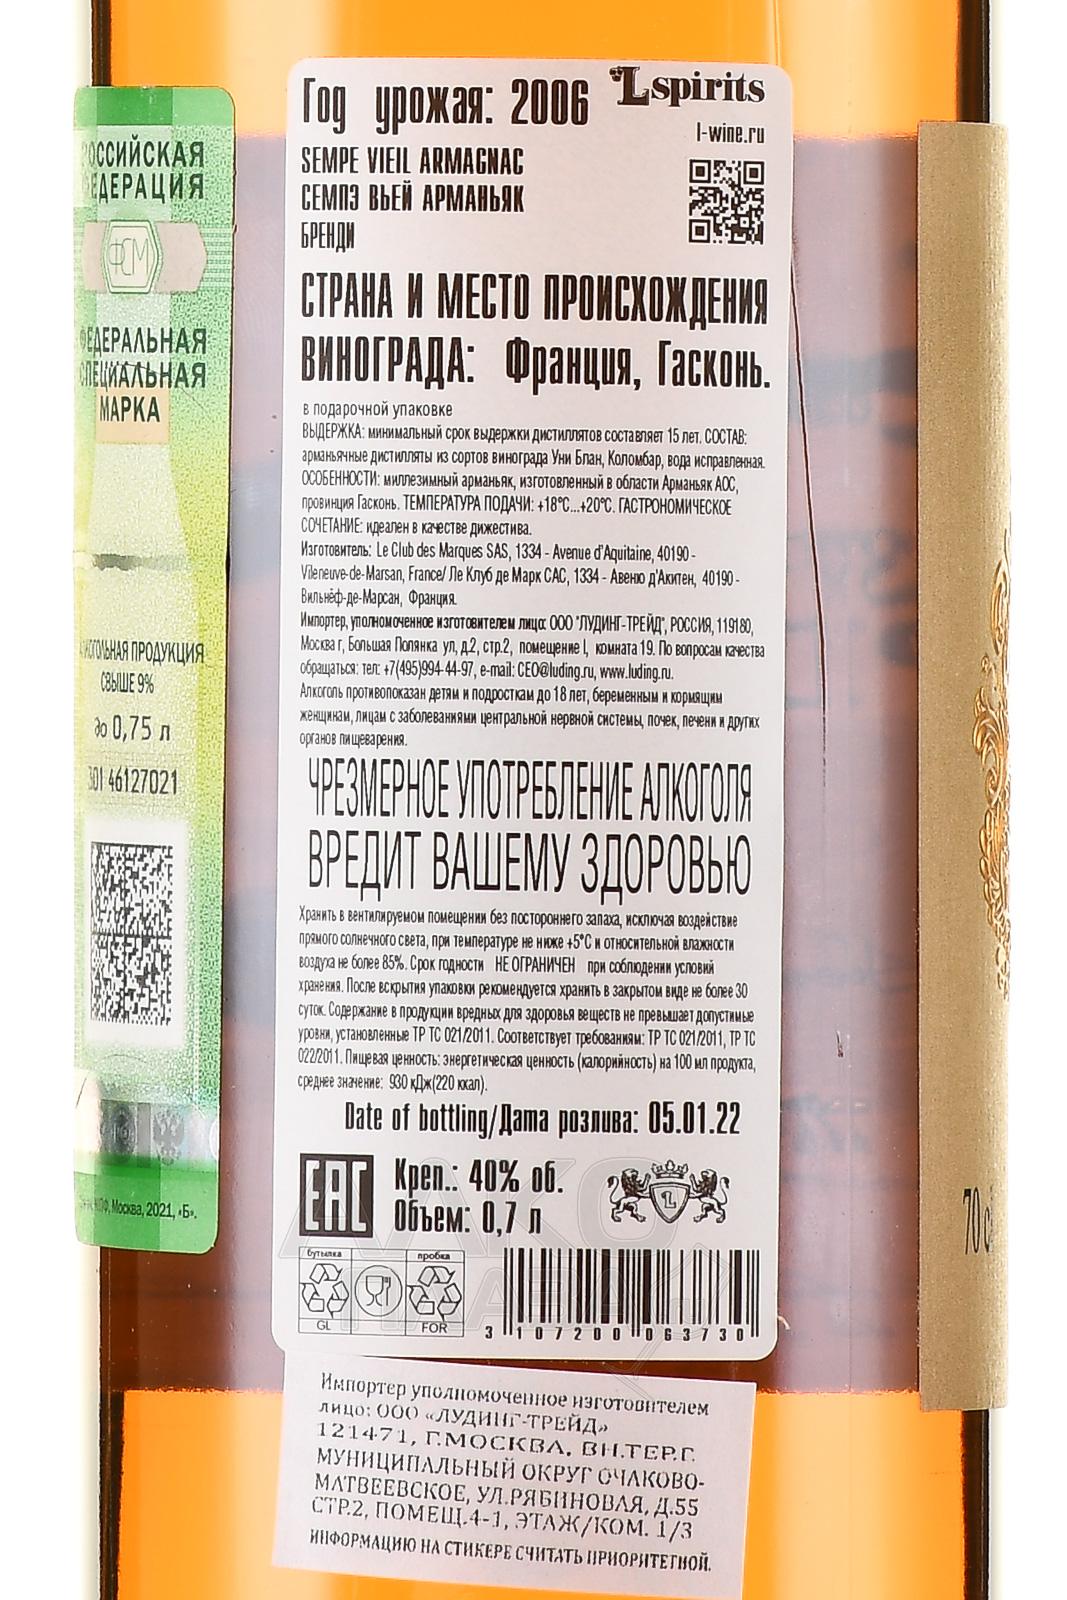 РОССИЙСКАЯ
ФЕДЕРАЦИЯ
ФСМ
ФЕДЕРАЛЬНАЯ
СПЕЦИАЛЬНАЯ
МАРКА
АЛКОГОЛЬНАЯ ПРОДУКЦИЯ
СВЫШЕ 9%
до 0,75 л
301 46127021
Москва, 2021, «Б».
Год урожая: 2006
Lspirits
l-wine.ru
SEMPE VIEIL ARMAGNAC
СЕМПЭ ВЬЕЙ АРМАНЬЯК
БРЕНДИ
СТРАНА И МЕСТО ПРОИСХОЖДЕНИЯ
ВИНОГРАДА: Франция, Гасконь.
в подарочной упаковке
ВЫДЕРЖКА: минимальный срок выдержки дистиллятов составляет 15 лет. СОСТАВ:
арманьячные дистилляты из сортов винограда Уни Блан, Коломбар, вода исправленная.
ОСОБЕННОСТИ: миллезимный арманьяк, изготовленный в области Арманьяк АОС,
провинция Гасконь. ТЕМПЕРАТУРА ПОДАЧИ: +18°С...+20°С. ГАСТРОНОМИЧЕСКОЕ
СОЧЕТАНИЕ: идеален в качестве дижестива.
Изготовитель: Le Club des Marques SAS, 1334 - Avenue d'Aquitaine, 40190 -
Vileneuve-de-Marsan, France/ Ле Клуб де Марк САС, 1334 - Авеню д'Акитен, 40190 -
Вильнёф-де-Марсан, Франция.
Импортер, уполномоченное изготовителем лицо: ООО "ЛУДИНГ-ТРЕЙД", РОССИЯ, 119180,
Москва г, Большая Полянка ул, д.2, стр.2, помещение I, комната 19. По вопросам качества
обращаться: тел: +7(495)994-44-97, e-mail: CEO@luding.ru, www.luding.ru.
Алкоголь противопоказан детям и подросткам до 18 лет, беременным и кормящим
женщинам, лицам с заболеваниями центральной нервной системы, почек, печени и других
органов пищеварения.
ЧРЕЗМЕРНОЕ УПОТРЕБЛЕНИЕ АЛКОГОЛЯ
ВРЕДИТ ВАШЕМУ ЗДОРОВЬЮ
Хранить в вентилируемом помещении без постороннего запаха, исключая воздействие
прямого солнечного света, при температуре не ниже +5°С и относительной влажности
воздуха не более 85%. Срок годности НЕ ОГРАНИЧЕН при соблюдении условий
хранения. После вскрытия упаковки рекомендуется хранить в закрытом виде не более 30
суток. Содержание в продукции вредных для здоровья веществ не превышает допустимые
уровни, установленные ТР ТС 021/2011. Соответствует требованиям: ТР ТС 021/2011, ТР ТС
022/2011. Пищевая ценность: энергетическая ценность (калорийность) на 100 мл продукта,
среднее значение: 930 кДж(220 ккал).
Date of bottling/Дата розлива: 05.01.22
ЕАС
Креп.: 40% об.
Объем: 0,7 л
L
бутылка
пробка
GL
FOR
3 107200 063730
70 c
Импортер уполномоченное изготовителем
лицо: ООО «ЛУДИНГ-ТРЕЙД»
121471, Г.МОСКВА, ВН.ТЕР.Г.
МУНИЦИПАЛЬНЫЙ ОКРУГ ОЧАКОВО-
МАТВЕЕВСКОЕ, УЛ.РЯБИНОВАЯ, Д.55
СТР.2, ПОМЕЩ.4-1, ЭТАЖ/КОМ. 1/3
ИНФОРМАЦИЮ НА СТИКЕРЕ СЧИТАТЬ ПРИОРИТЕТНОЙ.